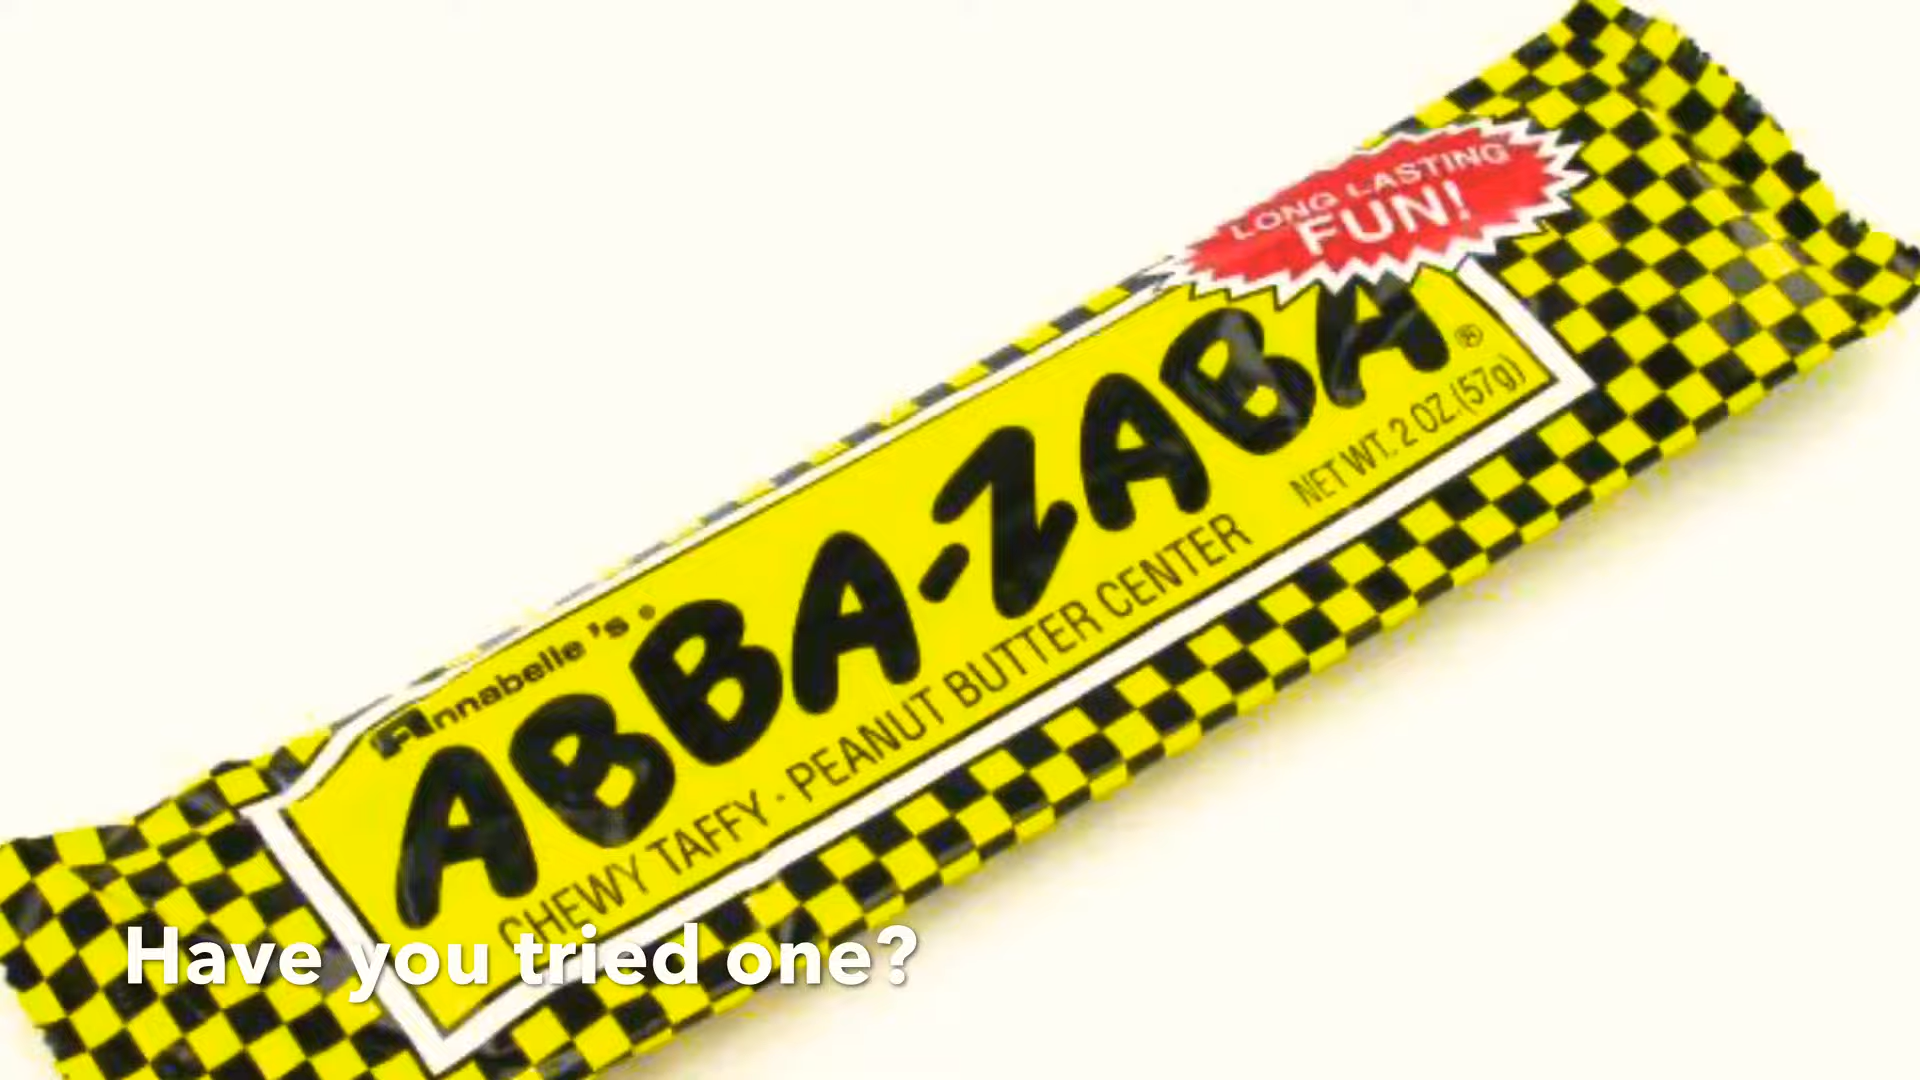 LONG LASTING
FUN!
Annabelle's
ABBA-ZABA®
CHEWY TAFFY - PEANUT BUTTER CENTER
NET WT. 2 OZ. (57g)
Have you tried one?